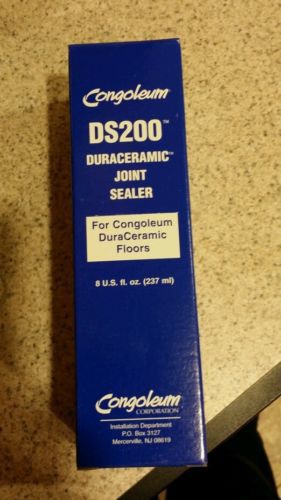 Congoleum
DS200™
DURACERAMIC™
JOINT
SEALER
For Congoleum
DuraCeramic
Floors
8 U.S. fl. oz. (237 ml)
Congoleum
CORPORATION
Installation Department
P.O. Box 3127
Mercerville, NJ 08619